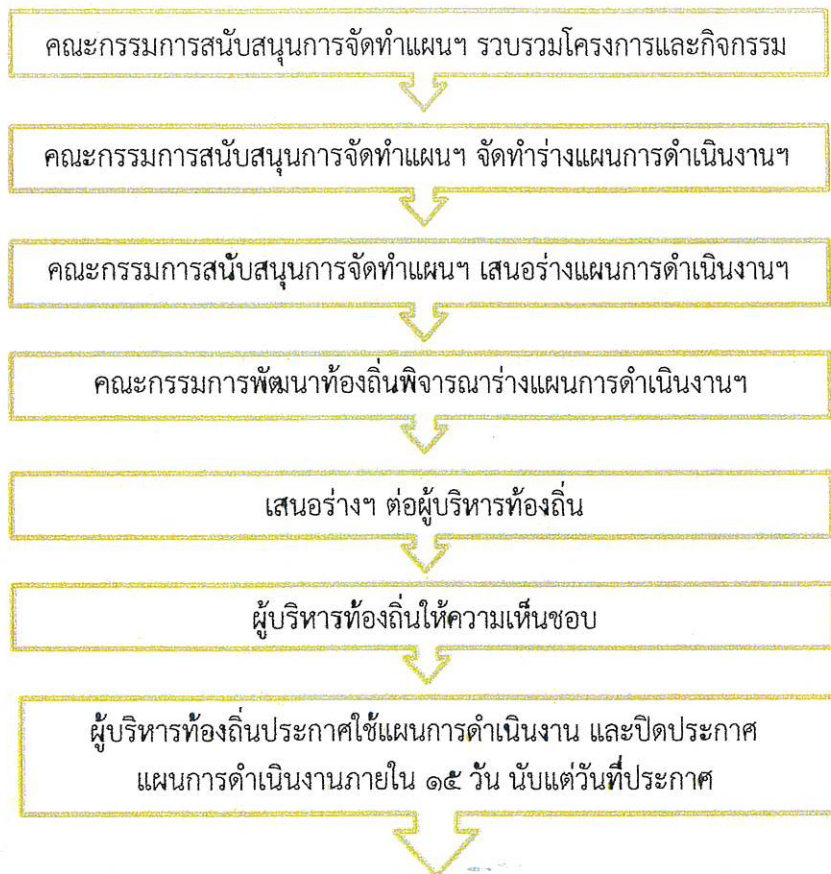 คณะกรรมการสนับสนุนการจัดทำแผนฯ รวบรวมโครงการและกิจกรรม
คณะกรรมการสนับสนุนการจัดทำแผนฯ จัดทำร่างแผนการดำเนินงานฯ
คณะกรรมการสนับสนุนการจัดทำแผนฯ เสนอร่างแผนการดำเนินงานฯ
คณะกรรมการพัฒนาท้องถิ่นพิจารณาร่างแผนการดำเนินงานฯ
เสนอร่างฯ ต่อผู้บริหารท้องถิ่น
ผู้บริหารท้องถิ่นให้ความเห็นชอบ
ผู้บริหารท้องถิ่นประกาศใช้แผนการดำเนินงาน และปิดประกาศ
แผนการดำเนินงานภายใน ๑๕ วัน นับแต่วันที่ประกาศ